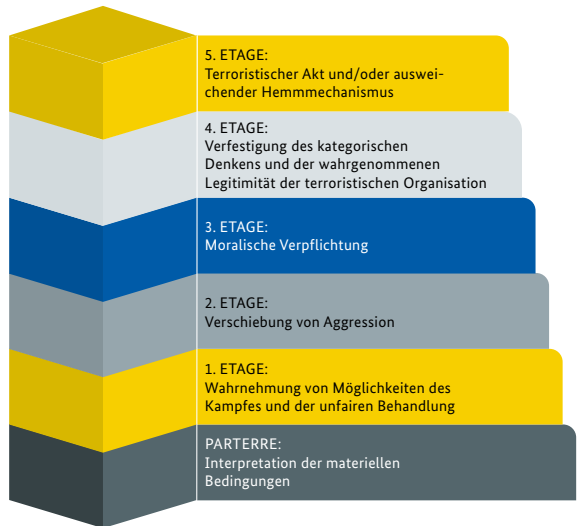 5. ETAGE:
Terroristischer Akt und/oder auswei-
chender Hemmmechanismus
4. ETAGE:
Verfestigung des kategorischen
Denkens und der wahrgenommenen
Legitimität der terroristischen Organisation
3. ETAGE:
Moralische Verpflichtung
2. ETAGE:
Verschiebung von Aggression
1. ETAGE:
Wahrnehmung von Möglichkeiten des
Kampfes und der unfairen Behandlung
PARTERRE:
Interpretation der materiellen
Bedingungen